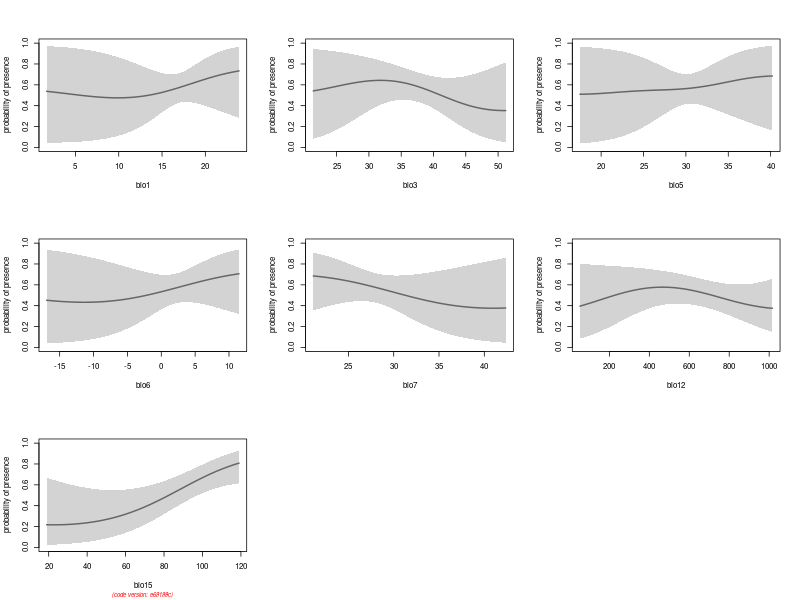 probability of presence
0.0 0.2 0.4 0.6 0.8 1.0
5 10 15 20
bio1
probability of presence
0.0 0.2 0.4 0.6 0.8 1.0
25 30 35 40 45 50
bio3
probability of presence
0.0 0.2 0.4 0.6 0.8 1.0
20 25 30 35 40
bio5
probability of presence
0.0 0.2 0.4 0.6 0.8 1.0
-15 -10 -5 0 5 10
bio6
probability of presence
0.0 0.2 0.4 0.6 0.8 1.0
25 30 35 40
bio7
probability of presence
0.0 0.2 0.4 0.6 0.8 1.0
200 400 600 800 1000
bio12
probability of presence
0.0 0.2 0.4 0.6 0.8 1.0
20 40 60 80 100 120
bio15
(code version: